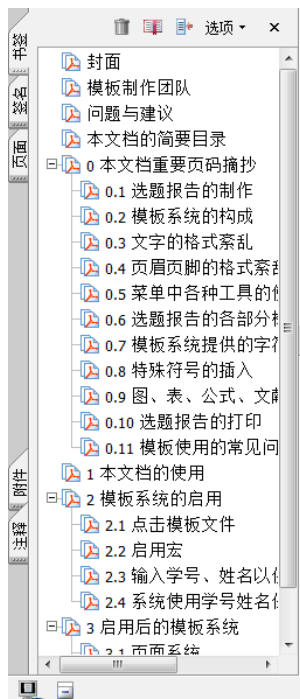 选项
书签
签名
页面
附件
注释
封面
模板制作团队
问题与建议
本文档的简要目录
0 本文档重要页码摘抄
0.1 选题报告的制作
0.2 模板系统的构成
0.3 文字的格式紊乱
0.4 页眉页脚的格式紊
0.5 菜单中各种工具的
0.6 选题报告的各部分
0.7 模板系统提供的字
0.8 特殊符号的插入
0.9 图、表、公式、文
0.10 选题报告的打印
0.11 模板使用的常见问
1 本文档的使用
2 模板系统的启用
2.1 点击模板文件
2.2 启用宏
2.3 输入学号、姓名以
2.4 系统使用学号姓名
3 启用后的模板系统
3.1 页面系统